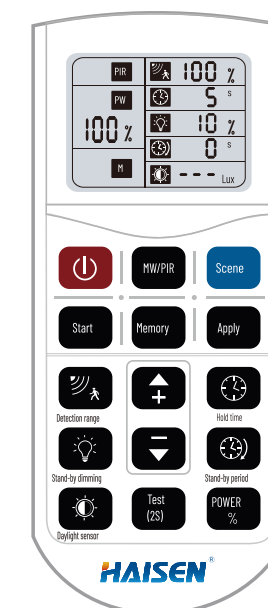 PIR 100 %
PW 5 s
100 % 10 %
0 s
M --- Lux
MW/PIR Scene
Start Memory Apply
Detection range Hold time
Stand-by dimming Stand-by period
Test
(2S)
POWER
%
Daylight sensor
HAISEN®